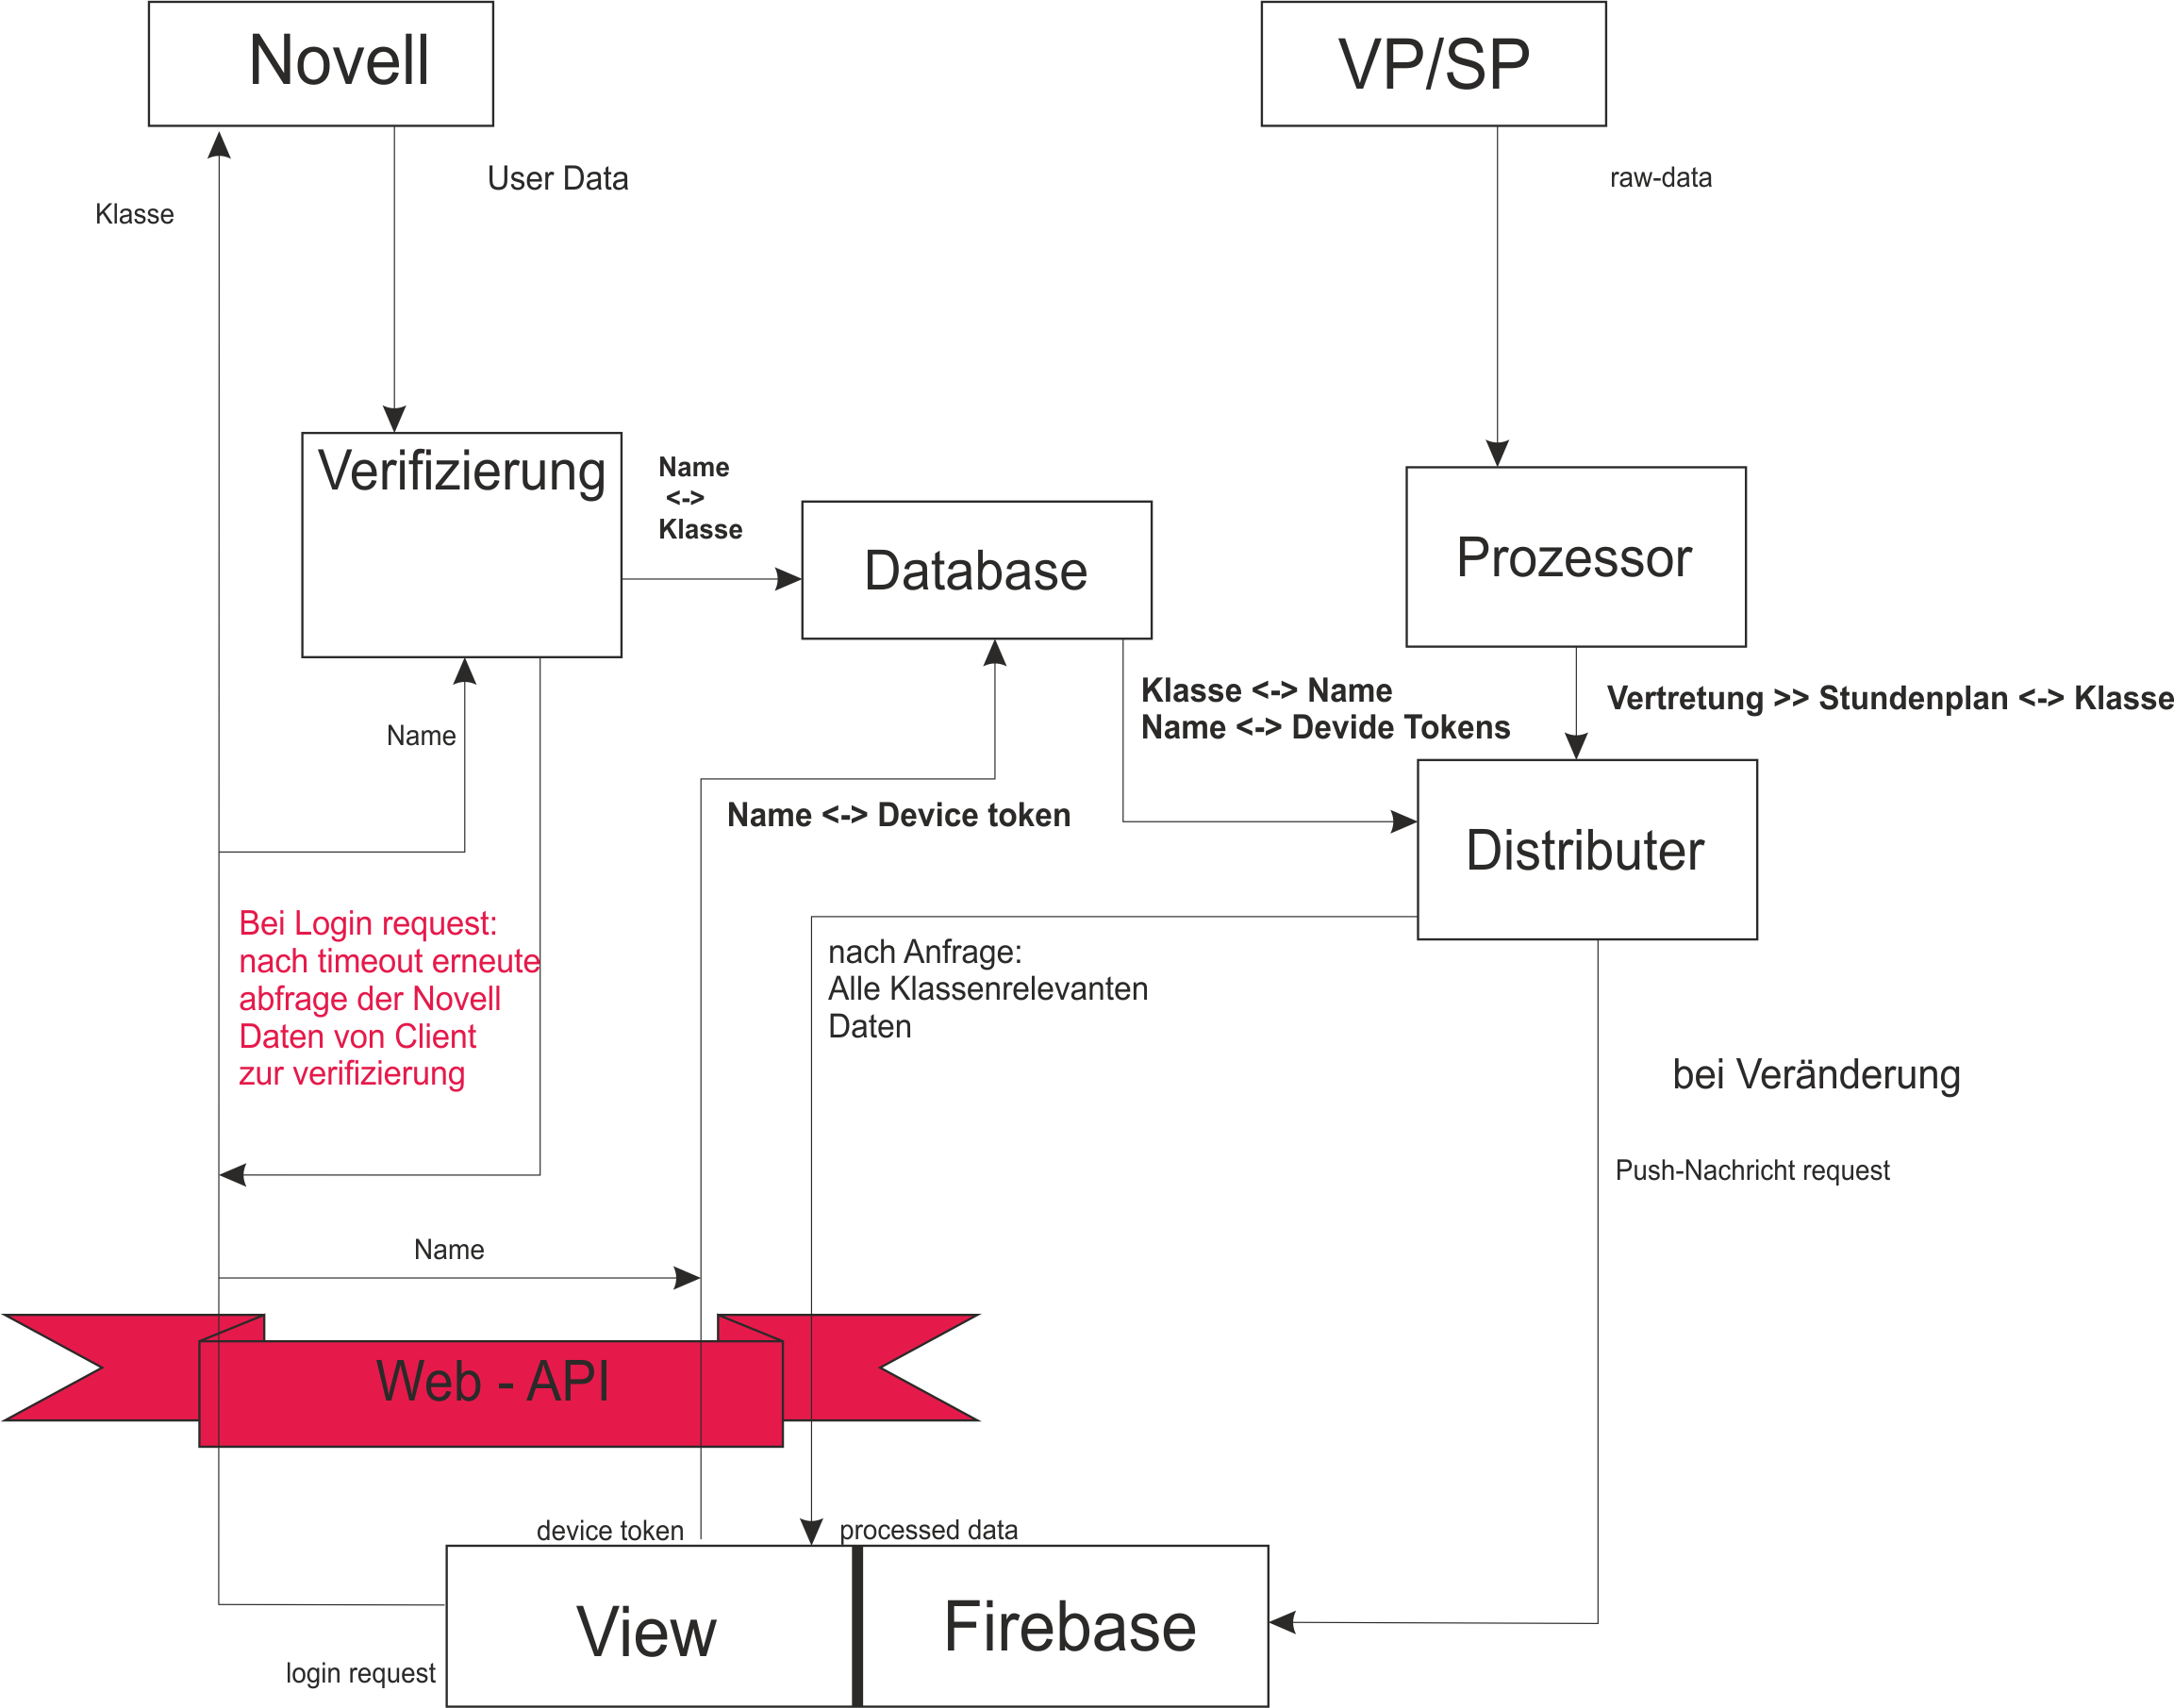 Novell
VP/SP
User Data
raw-data
Klasse
Verifizierung
Name
<->
Klasse
Database
Prozessor
Klasse <-> Name
Name <-> Devide Tokens
Vertretung >> Stundenplan <-> Klasse
Name
Name <-> Device token
Distributer
Bei Login request:
nach timeout erneute
abfrage der Novell
Daten von Client
zur verifizierung
nach Anfrage:
Alle Klassenrelevanten
Daten
bei Veränderung
Push-Nachricht request
Name
Web - API
device token
processed data
View
Firebase
login request